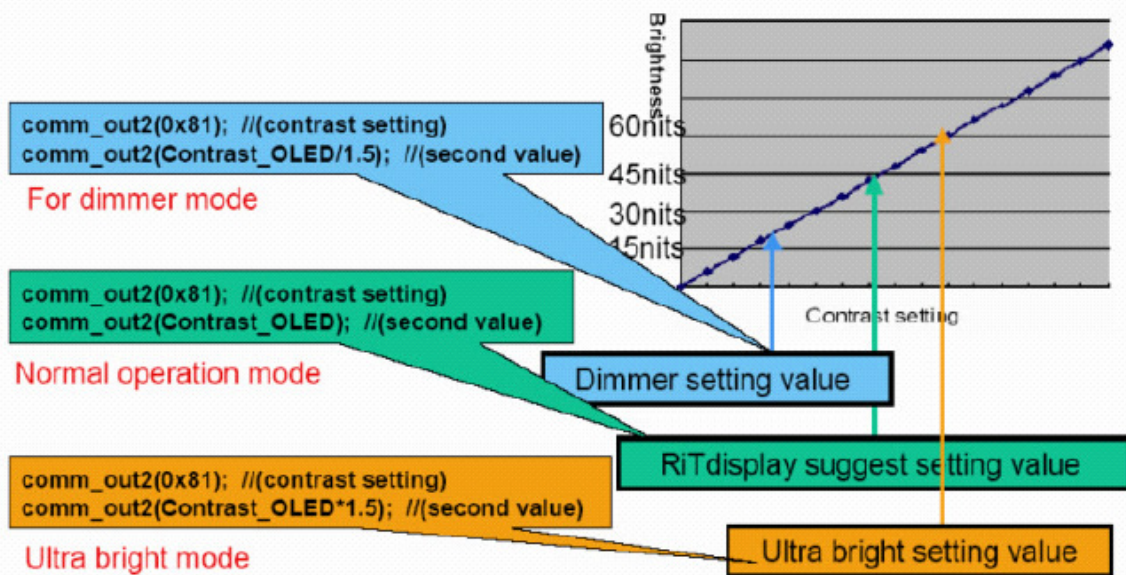 Brightness
60nits
45nits
30nits
15nits
Contrast setting
comm_out2(0x81); //(contrast setting)
comm_out2(Contrast_OLED/1.5); //(second value)
For dimmer mode
comm_out2(0x81); //(contrast setting)
comm_out2(Contrast_OLED); //(second value)
Normal operation mode
Dimmer setting value
RiTdisplay suggest setting value
comm_out2(0x81); //(contrast setting)
comm_out2(Contrast_OLED*1.5); //(second value)
Ultra bright mode
Ultra bright setting value